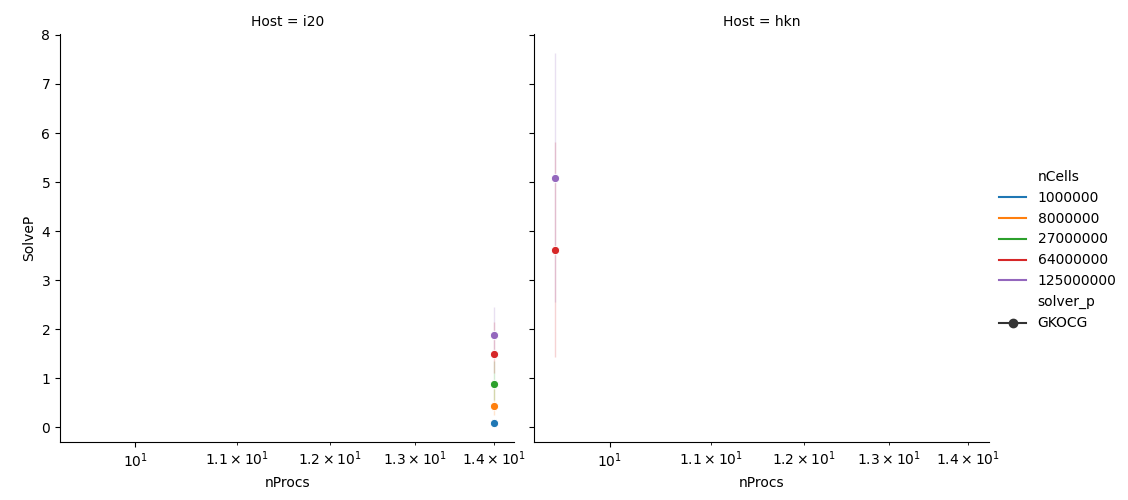 Host = i20
Host = hkn
8
7
6
5
4
3
2
1
0
SolveP
10¹
1.1 × 10¹
1.2 × 10¹
1.3 × 10¹
1.4 × 10¹
nProcs
10¹
1.1 × 10¹
1.2 × 10¹
1.3 × 10¹
1.4 × 10¹
nProcs
nCells
1000000
8000000
27000000
64000000
125000000
solver_p
GKOCG